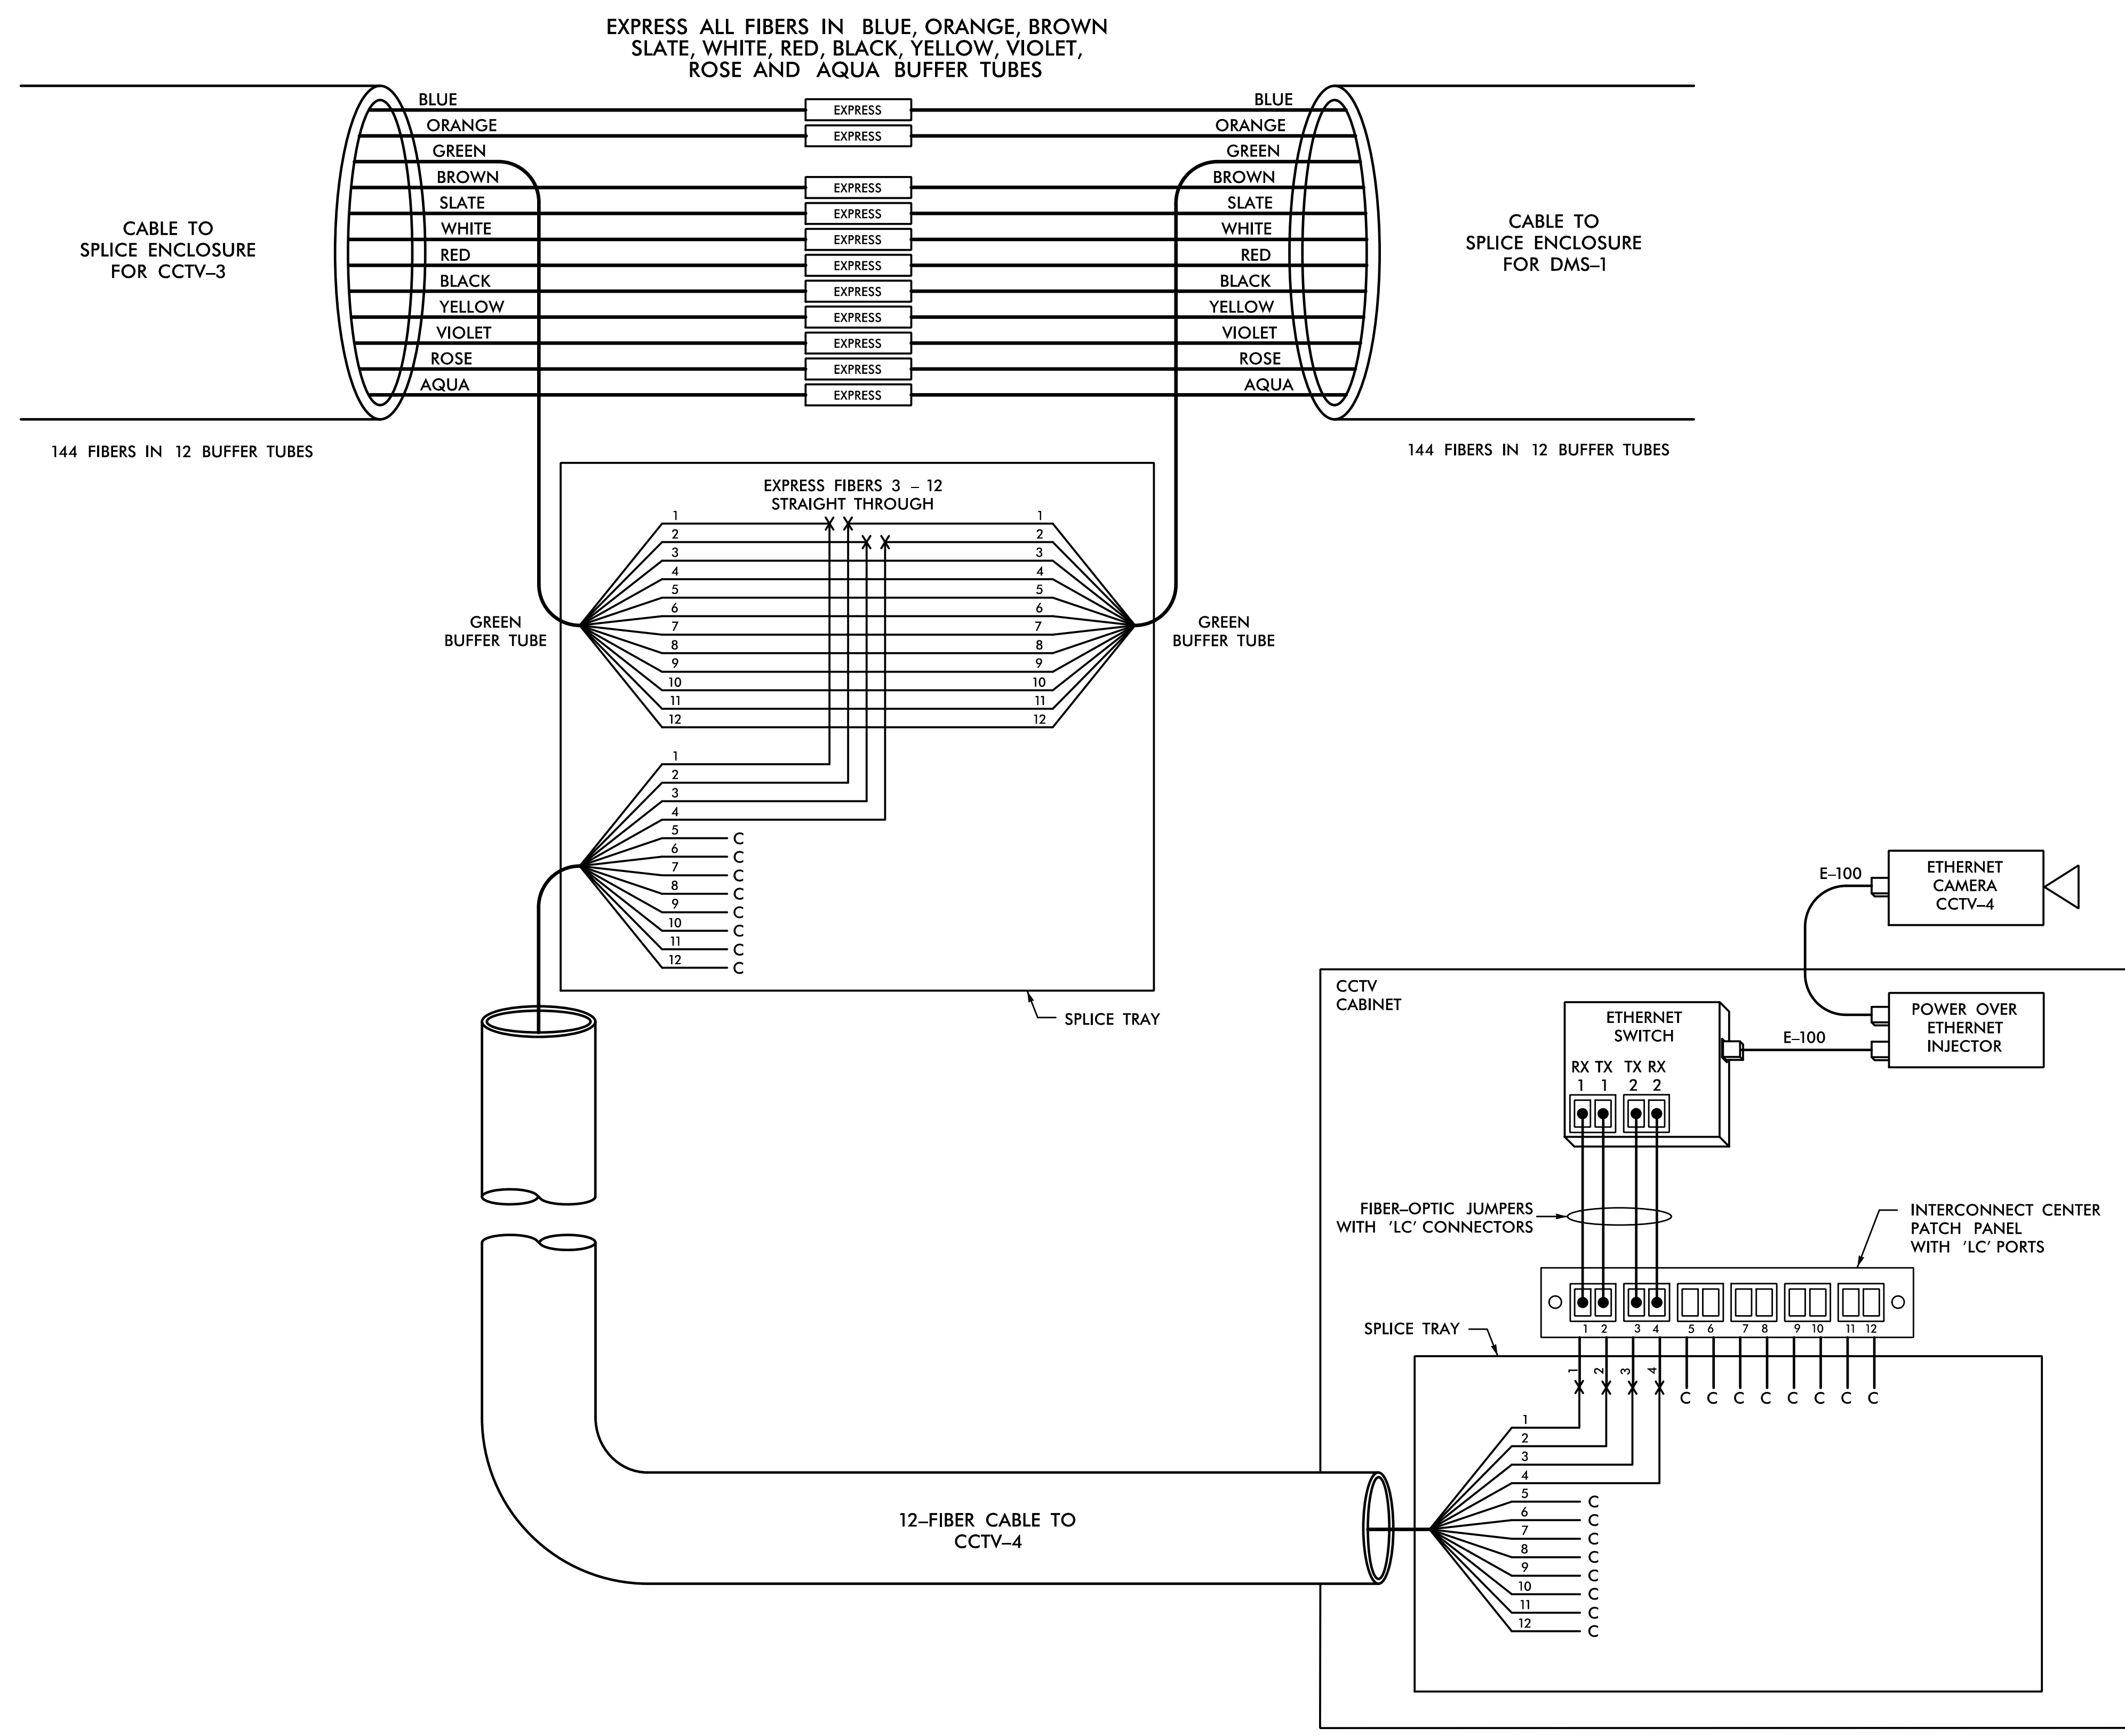 EXPRESS ALL FIBERS IN BLUE, ORANGE, BROWN
SLATE, WHITE, RED, BLACK, YELLOW, VIOLET,
ROSE AND AQUA BUFFER TUBES
BLUE EXPRESS BLUE
ORANGE EXPRESS ORANGE
GREEN GREEN
BROWN EXPRESS BROWN
SLATE EXPRESS SLATE
WHITE EXPRESS WHITE
RED EXPRESS RED
BLACK EXPRESS BLACK
YELLOW EXPRESS YELLOW
VIOLET EXPRESS VIOLET
ROSE EXPRESS ROSE
AQUA EXPRESS AQUA
CABLE TO
SPLICE ENCLOSURE
FOR CCTV–3
CABLE TO
SPLICE ENCLOSURE
FOR DMS–1
144 FIBERS IN 12 BUFFER TUBES
144 FIBERS IN 12 BUFFER TUBES
EXPRESS FIBERS 3 – 12
STRAIGHT THROUGH
1 1
2 2
3 3
4 4
5 5
6 6
7 7
8 8
9 9
10 10
11 11
12 12
GREEN
BUFFER TUBE
GREEN
BUFFER TUBE
1
2
3
4
5 C
6 C
7 C
8 C
9 C
10 C
11 C
12 C
SPLICE TRAY
E–100
ETHERNET
CAMERA
CCTV–4
CCTV
CABINET
ETHERNET
SWITCH
RX TX TX RX
1 1 2 2
E–100
POWER OVER
ETHERNET
INJECTOR
FIBER–OPTIC JUMPERS
WITH 'LC' CONNECTORS
INTERCONNECT CENTER
PATCH PANEL
WITH 'LC' PORTS
1 2 3 4 5 6 7 8 9 10 11 12
SPLICE TRAY
1 2 3 4
C C C C C C C C
1
2
3
4
5 C
6 C
7 C
8 C
9 C
10 C
11 C
12 C
12–FIBER CABLE TO
CCTV–4